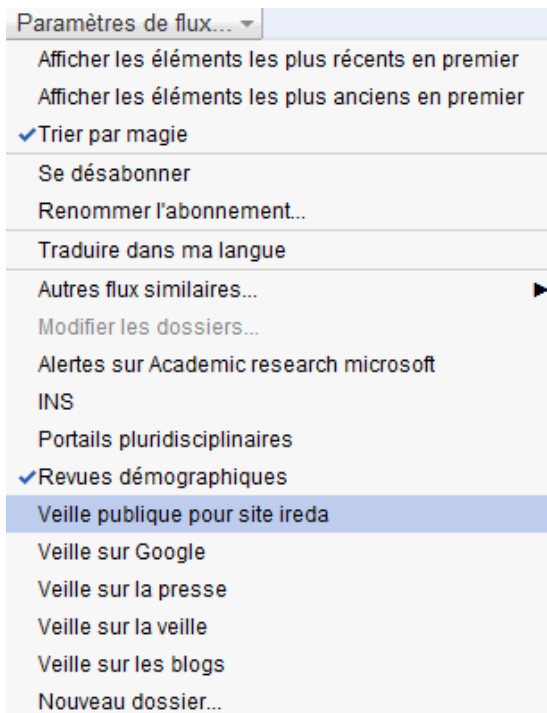 Paramètres de flux...
Afficher les éléments les plus récents en premier
Afficher les éléments les plus anciens en premier
Trier par magie
Se désabonner
Renommer l'abonnement...
Traduire dans ma langue
Autres flux similaires...
Modifier les dossiers...
Alertes sur Academic research microsoft
INS
Portails pluridisciplinaires
Revues démographiques
Veille publique pour site ireda
Veille sur Google
Veille sur la presse
Veille sur la veille
Veille sur les blogs
Nouveau dossier...